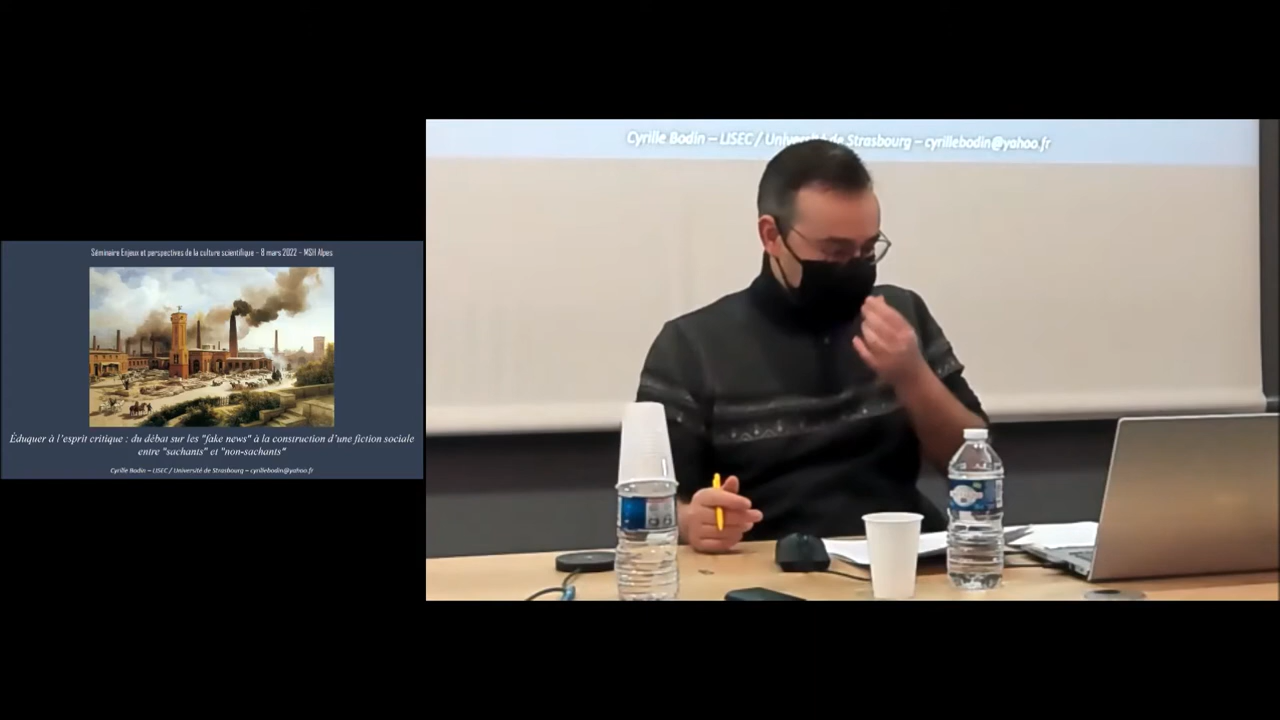 Séminaire Enjeux et perspectives de la culture scientifique – 8 mars 2022 – MSH Alpes
Éduquer à l'esprit critique : du débat sur les "fake news" à la construction d'une fiction sociale
entre "sachants" et "non-sachants"
Cyrille Bodin – LISEC / Université de Strasbourg – cyrillebodin@yahoo.fr
Cyrille Bodin – LISEC / Université de Strasbourg – cyrillebodin@yahoo.fr